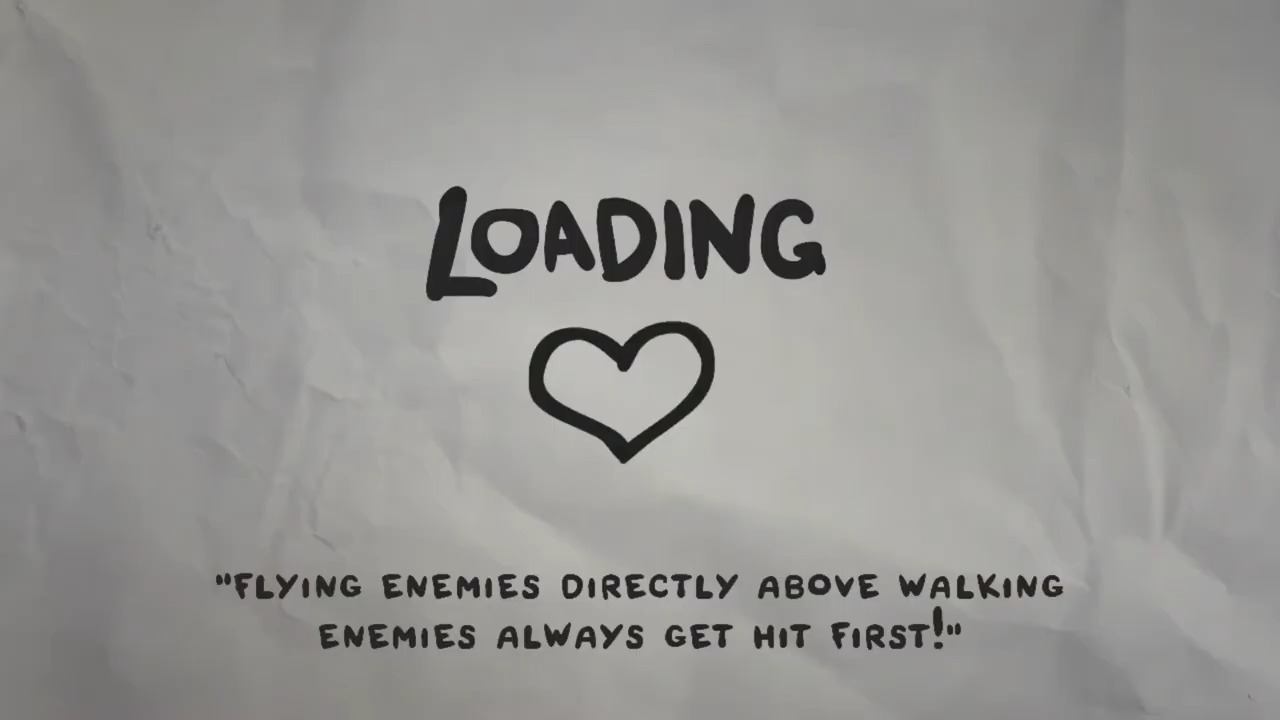 LOADING
"FLYING ENEMIES DIRECTLY ABOVE WALKING
ENEMIES ALWAYS GET HIT FIRST!"